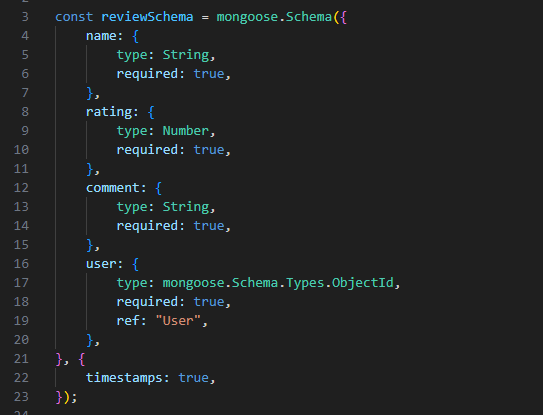 3 const reviewSchema = mongoose.Schema({
4     name: {
5         type: String,
6         required: true,
7     },
8     rating: {
9         type: Number,
10         required: true,
11     },
12     comment: {
13         type: String,
14         required: true,
15     },
16     user: {
17         type: mongoose.Schema.Types.ObjectId,
18         required: true,
19         ref: "User",
20     },
21 }, {
22     timestamps: true,
23 });